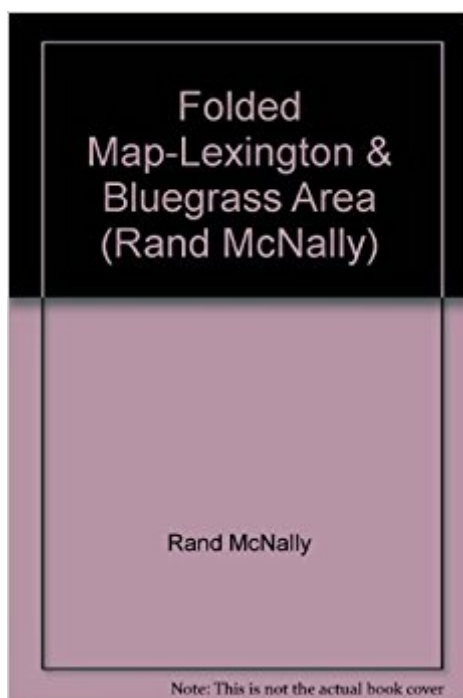 Folded
Map-Lexington &
Bluegrass Area
(Rand McNally)
Rand McNally
Note: This is not the actual book cover